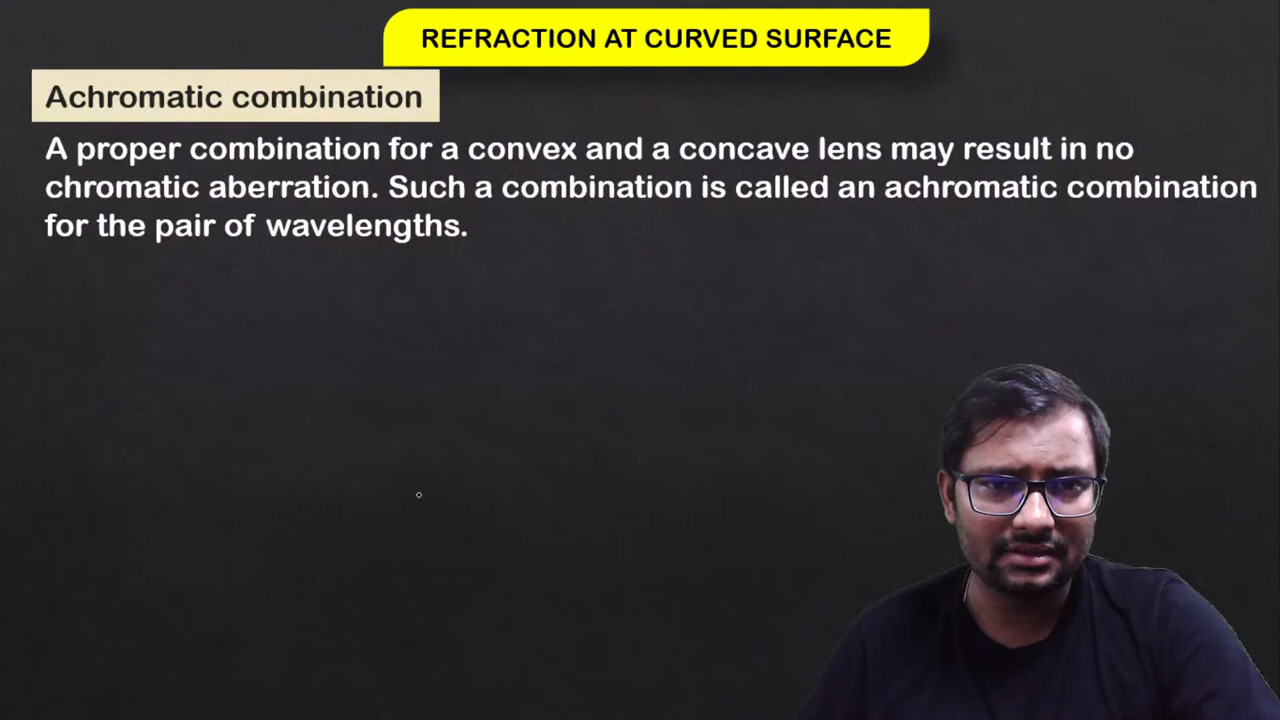 REFRACTION AT CURVED SURFACE
Achromatic combination
A proper combination for a convex and a concave lens may result in no
chromatic aberration. Such a combination is called an achromatic combination
for the pair of wavelengths.